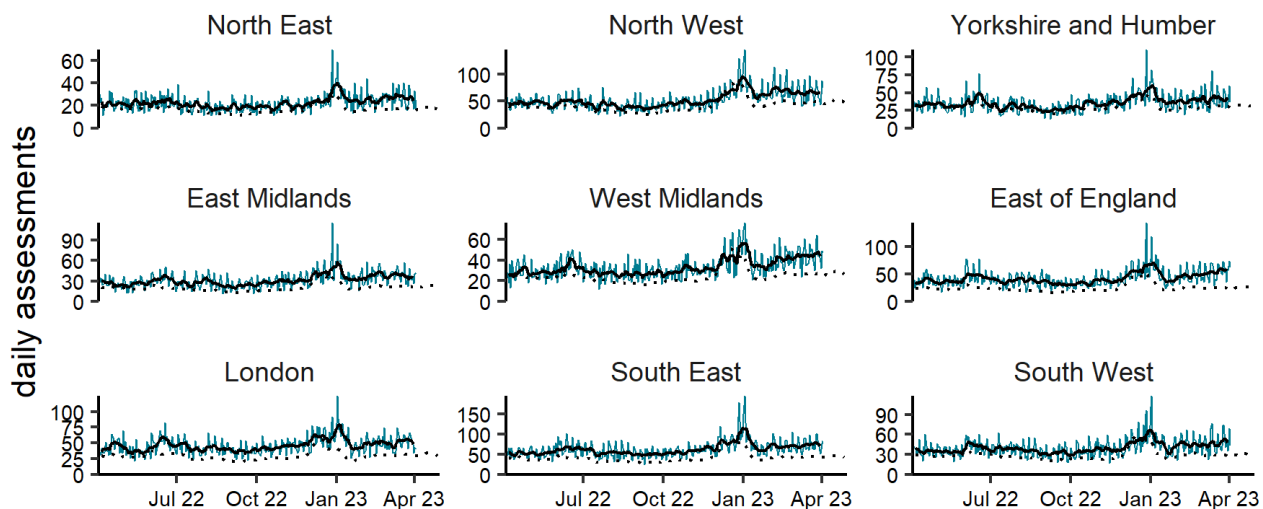 daily assessments
North East
60
40
20
0
North West
100
50
0
Yorkshire and Humber
100
75
50
25
0
East Midlands
90
60
30
0
West Midlands
60
40
20
0
East of England
100
50
0
London
100
75
50
25
0
Jul 22 Oct 22 Jan 23 Apr 23
South East
150
100
50
0
Jul 22 Oct 22 Jan 23 Apr 23
South West
90
60
30
0
Jul 22 Oct 22 Jan 23 Apr 23